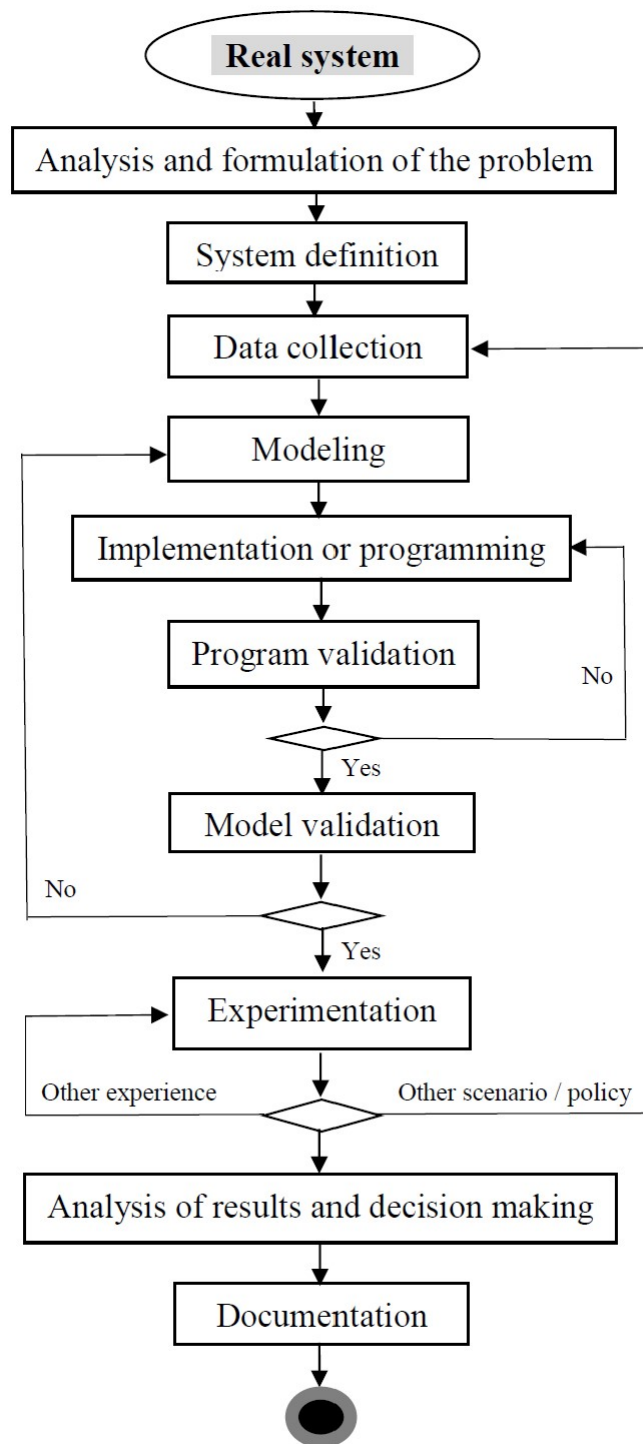 Real system
Analysis and formulation of the problem
System definition
Data collection
Modeling
Implementation or programming
Program validation
No
Yes
Model validation
No
Yes
Experimentation
Other experience
Other scenario / policy
Analysis of results and decision making
Documentation